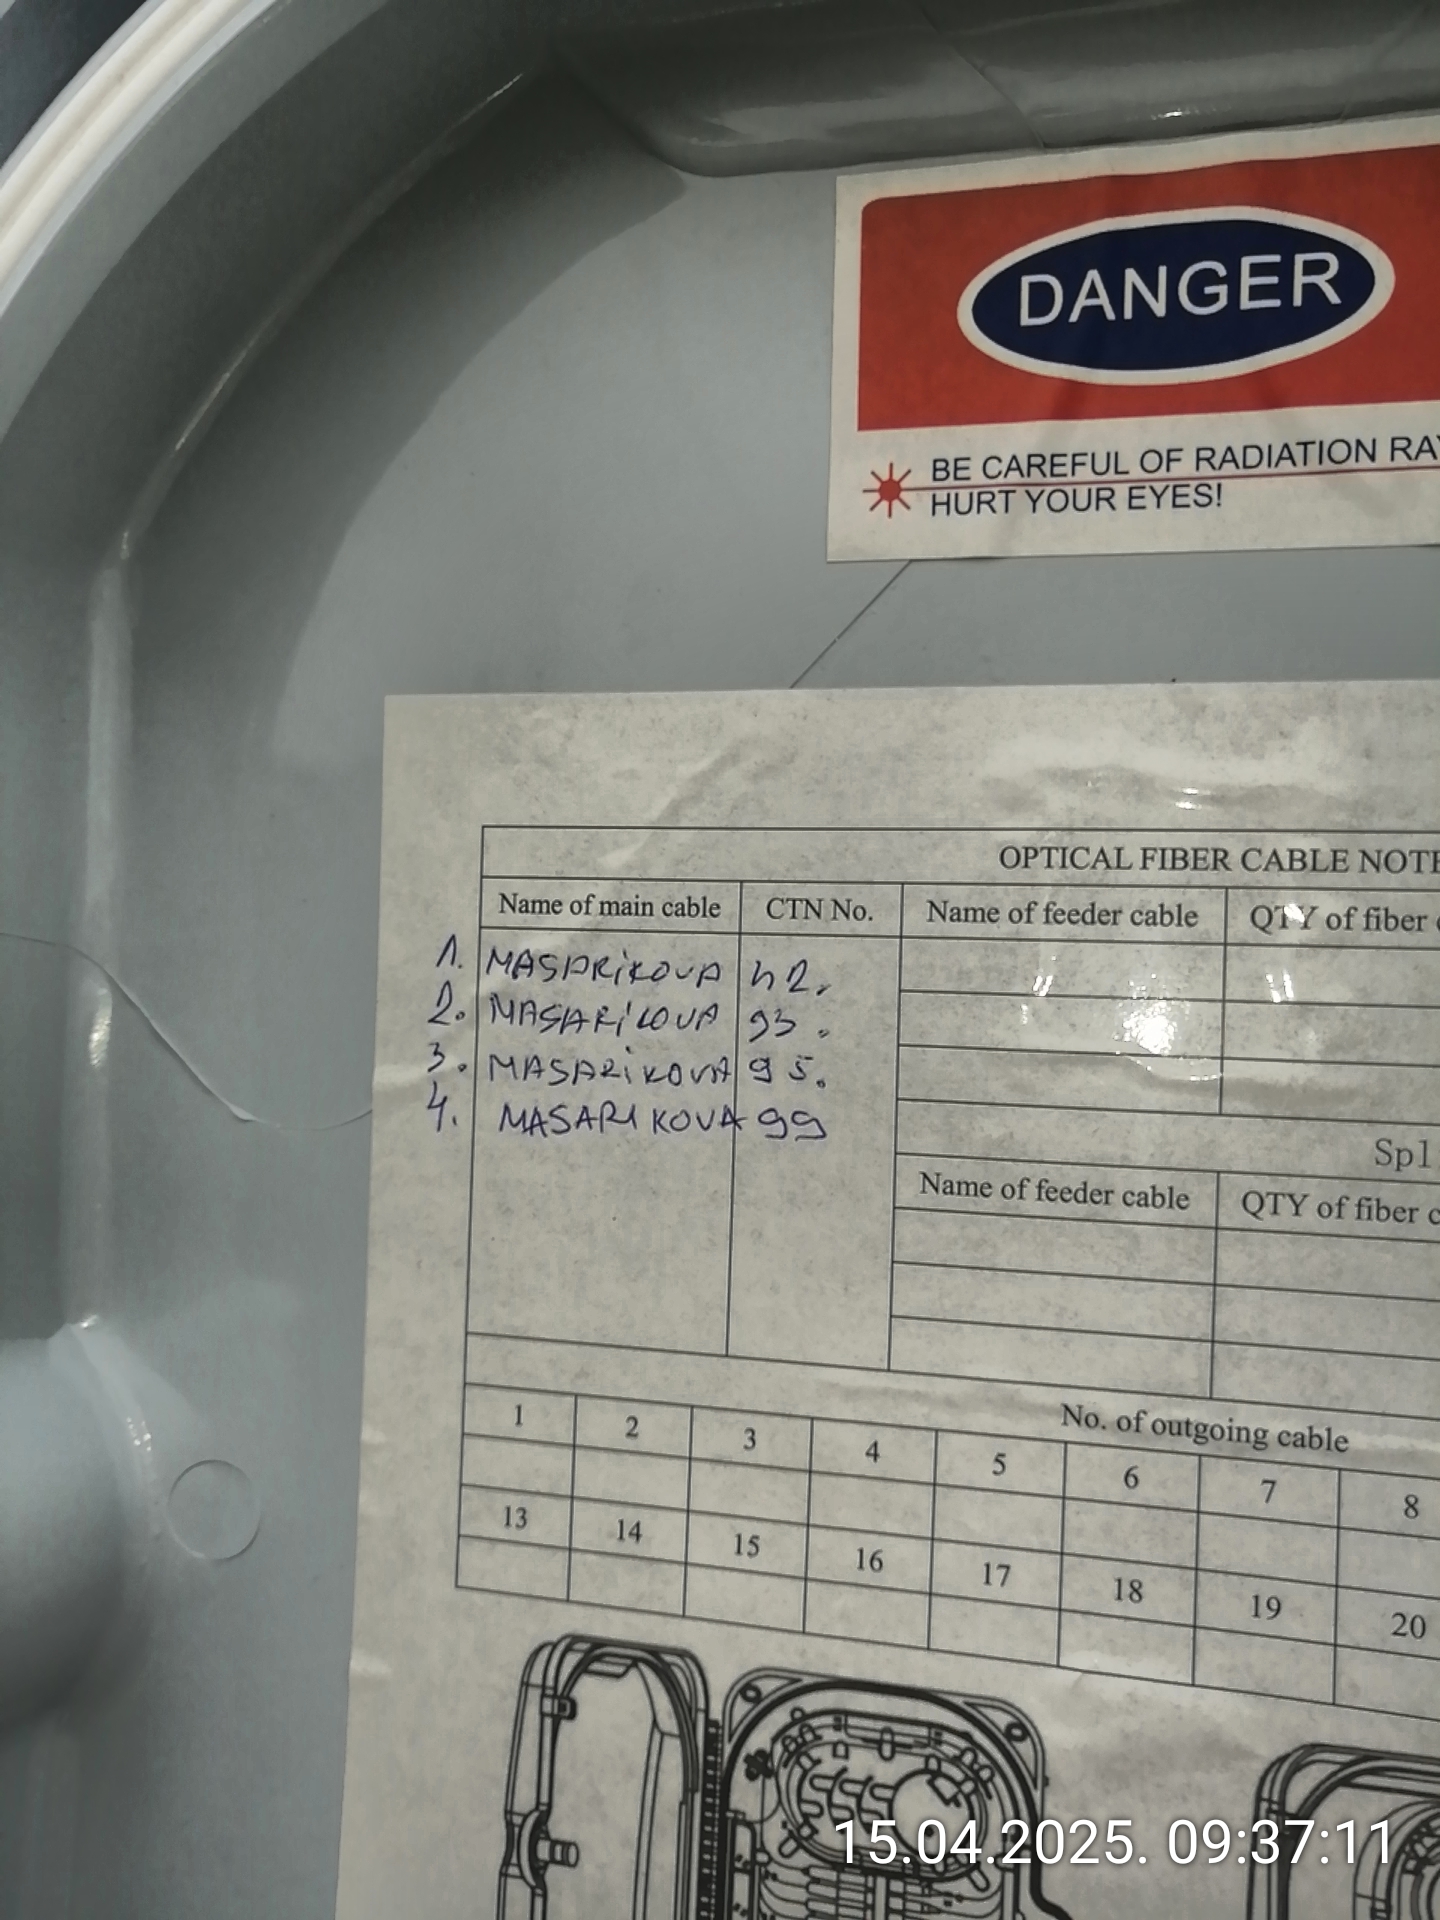 DANGER
BE CAREFUL OF RADIATION RAY
HURT YOUR EYES!
OPTICAL FIBER CABLE NOTE
Name of main cable CTN No. Name of feeder cable QTY of fiber c
1. MASARiKOVA 42.
2. MASARiKOVA 93.
3. MASARiKOVA 95.
4. MASARIKOVA 99
Spl
Name of feeder cable QTY of fiber c
No. of outgoing cable
1 2 3 4 5 6 7 8
13 14 15 16 17 18 19 20
15.04.2025. 09:37:11